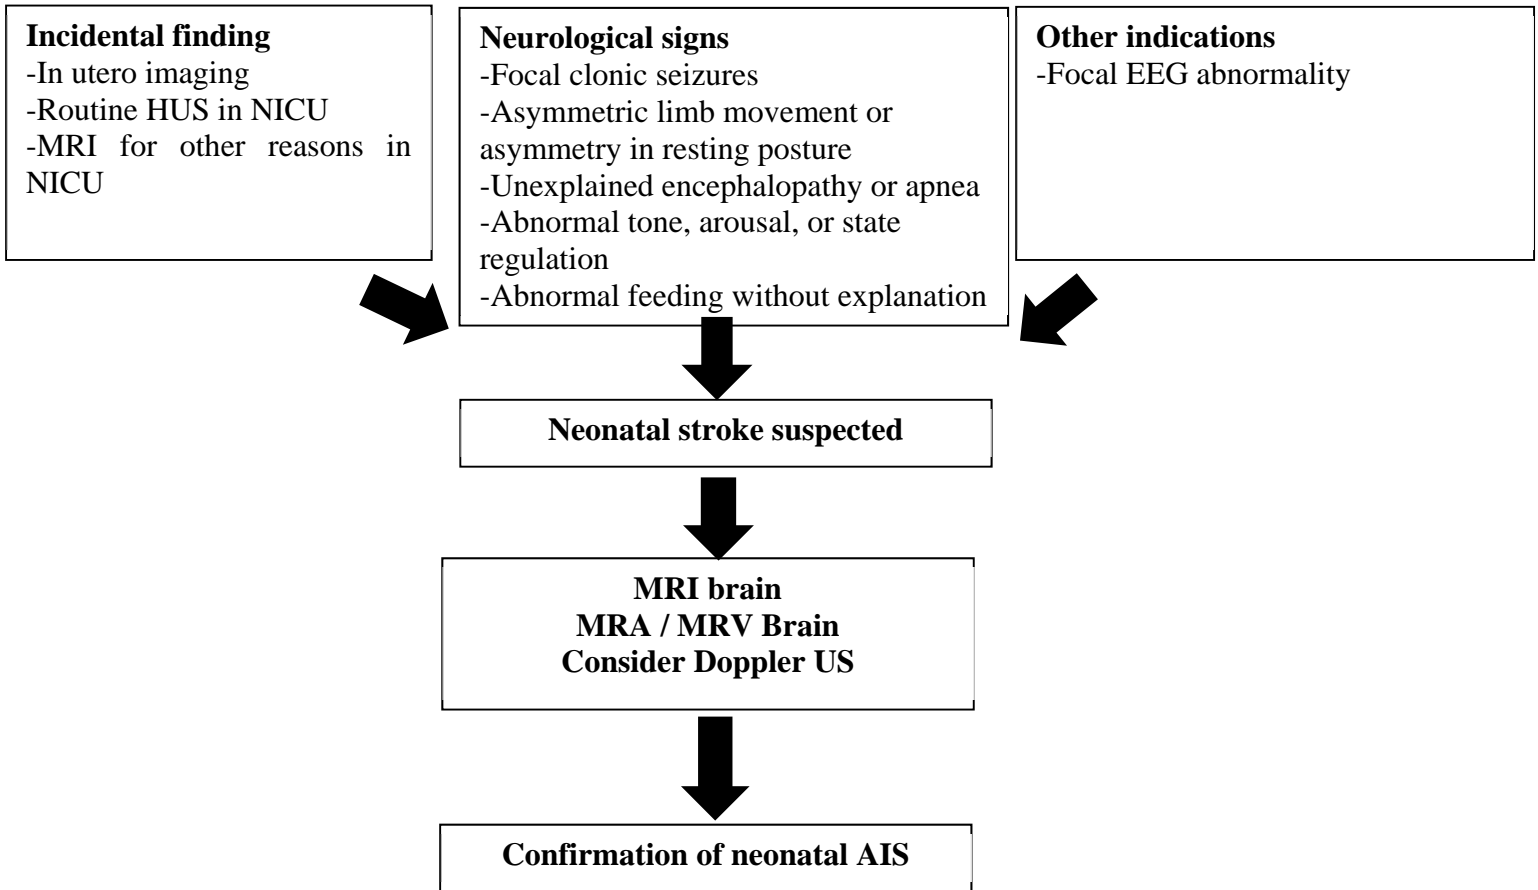 Incidental finding
-In utero imaging
-Routine HUS in NICU
-MRI for other reasons in
NICU
Neurological signs
-Focal clonic seizures
-Asymmetric limb movement or
asymmetry in resting posture
-Unexplained encephalopathy or apnea
-Abnormal tone, arousal, or state
regulation
-Abnormal feeding without explanation
Other indications
-Focal EEG abnormality
Neonatal stroke suspected
MRI brain
MRA / MRV Brain
Consider Doppler US
Confirmation of neonatal AIS